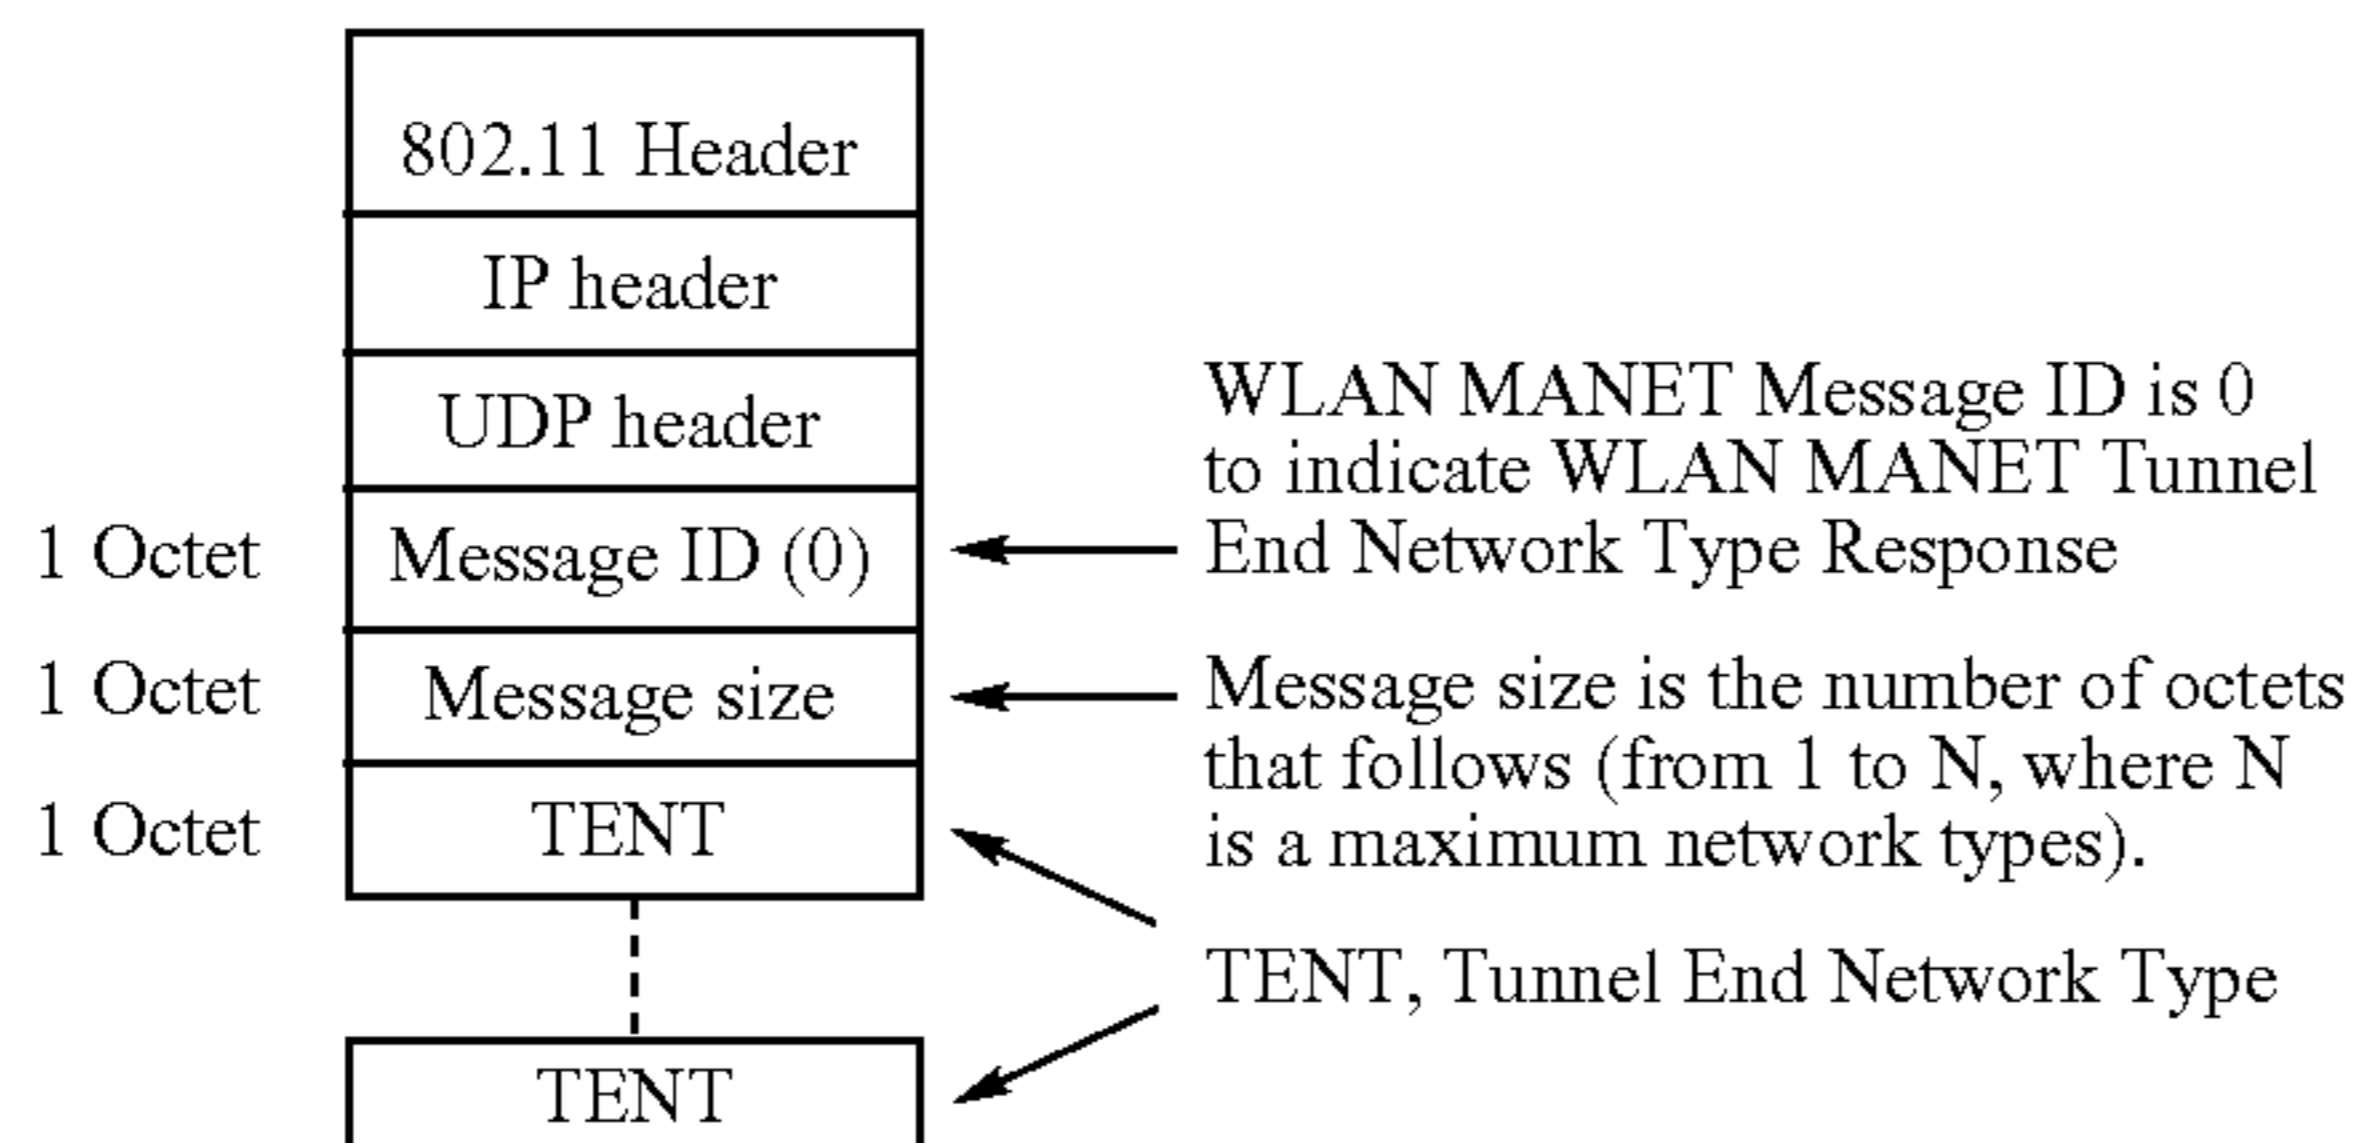 802.11 Header
IP header
UDP header
WLAN MANET Message ID is 0
to indicate WLAN MANET Tunnel
End Network Type Response
1 Octet
Message ID (0)
1 Octet
Message size
Message size is the number of octets
that follows (from 1 to N, where N
is a maximum network types).
1 Octet
TENT
TENT, Tunnel End Network Type
TENT